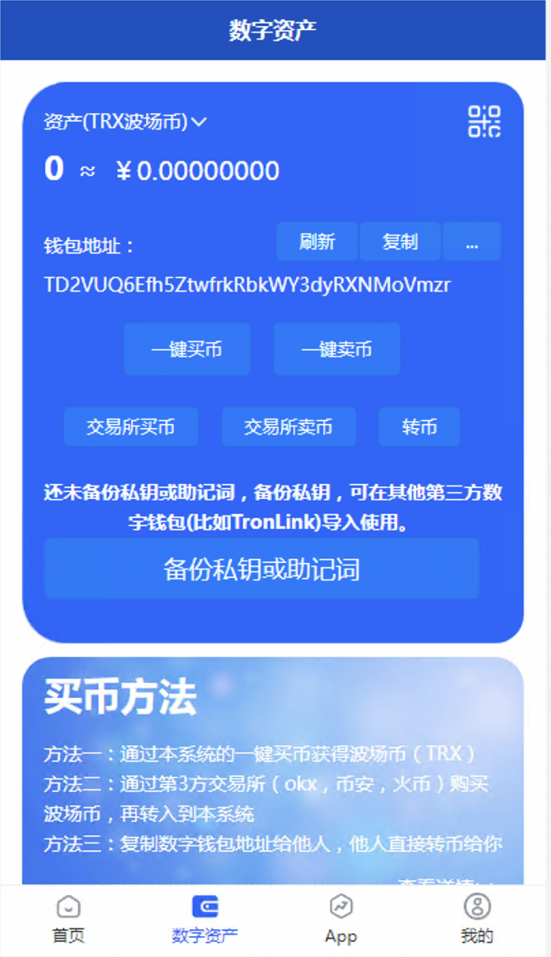 数字资产
资产(TRX波场币)
0 ≈ ￥0.00000000
钱包地址：
刷新
复制
...
TD2VUQ6Efh5ZtwfrkRbkWY3dyRXNMoVmzr
一键买币
一键卖币
交易所买币
交易所卖币
转币
还未备份私钥或助记词，备份私钥，可在其他第三方数
字钱包(比如TronLink)导入使用。
备份私钥或助记词
买币方法
方法一：通过本系统的一键买币获得波场币（TRX）
方法二：通过第3方交易所（okx，币安，火币）购买
波场币，再转入到本系统
方法三：复制数字钱包地址给他人，他人直接转币给你
首页
数字资产
App
我的